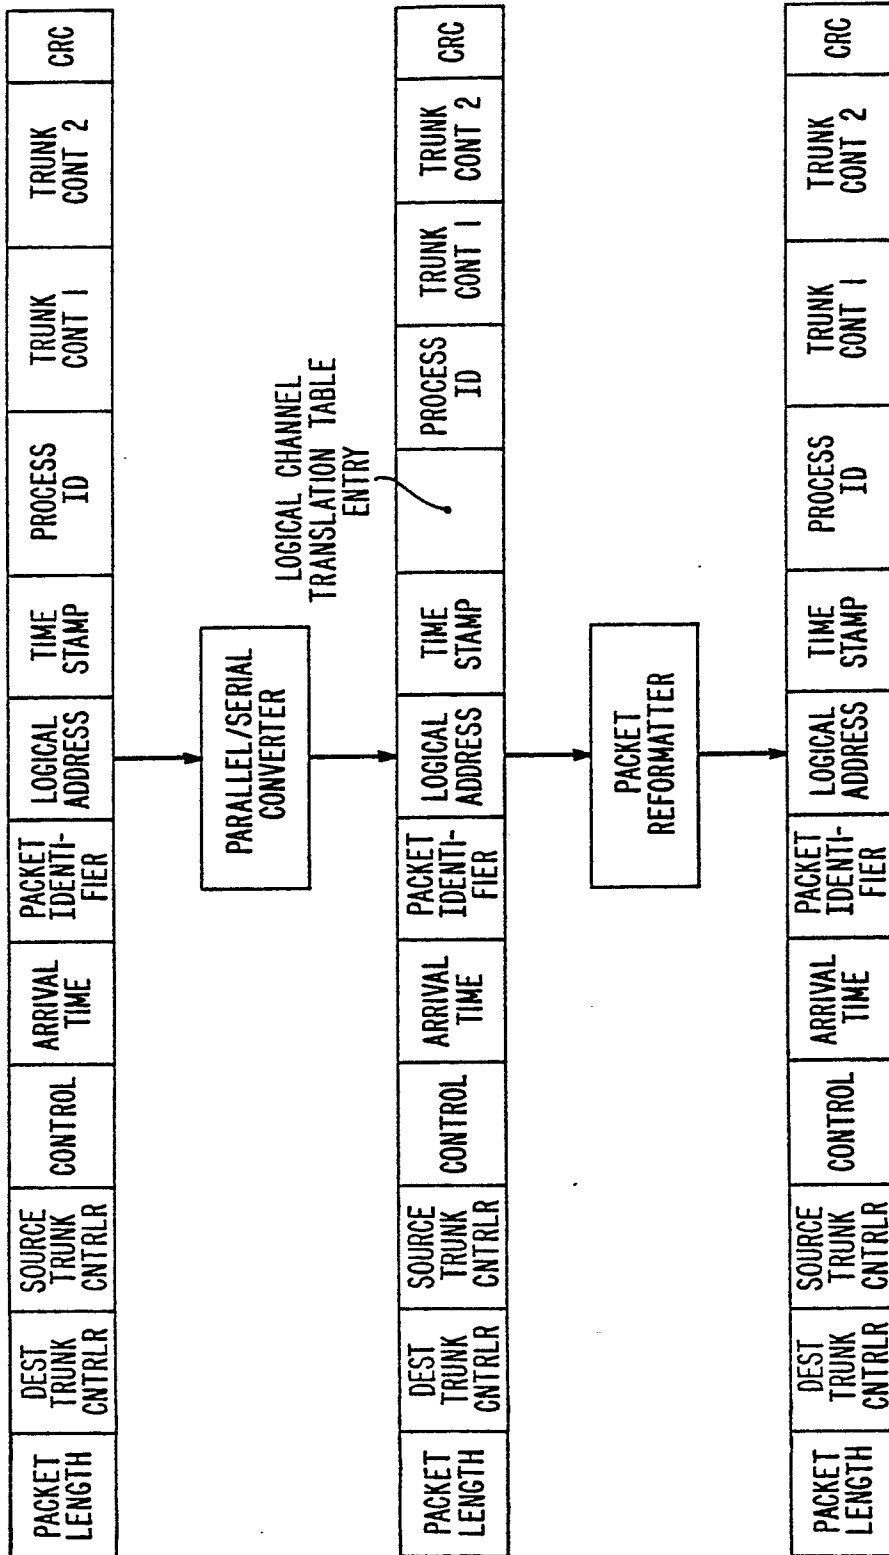 PACKET
LENGTH
DEST
TRUNK
CNTRLR
SOURCE
TRUNK
CNTRLR
CONTROL
ARRIVAL
TIME
PACKET
IDENTI-
FIER
LOGICAL
ADDRESS
TIME
STAMP
PROCESS
ID
TRUNK
CONT 1
TRUNK
CONT 2
CRC
PARALLEL/SERIAL
CONVERTER
LOGICAL CHANNEL
TRANSLATION TABLE
ENTRY
PACKET
LENGTH
DEST
TRUNK
CNTRLR
SOURCE
TRUNK
CNTRLR
CONTROL
ARRIVAL
TIME
PACKET
IDENTI-
FIER
LOGICAL
ADDRESS
TIME
STAMP
PROCESS
ID
TRUNK
CONT 1
TRUNK
CONT 2
CRC
PACKET
REFORMATTER
PACKET
LENGTH
DEST
TRUNK
CNTRLR
SOURCE
TRUNK
CNTRLR
CONTROL
ARRIVAL
TIME
PACKET
IDENTI-
FIER
LOGICAL
ADDRESS
TIME
STAMP
PROCESS
ID
TRUNK
CONT 1
TRUNK
CONT 2
CRC